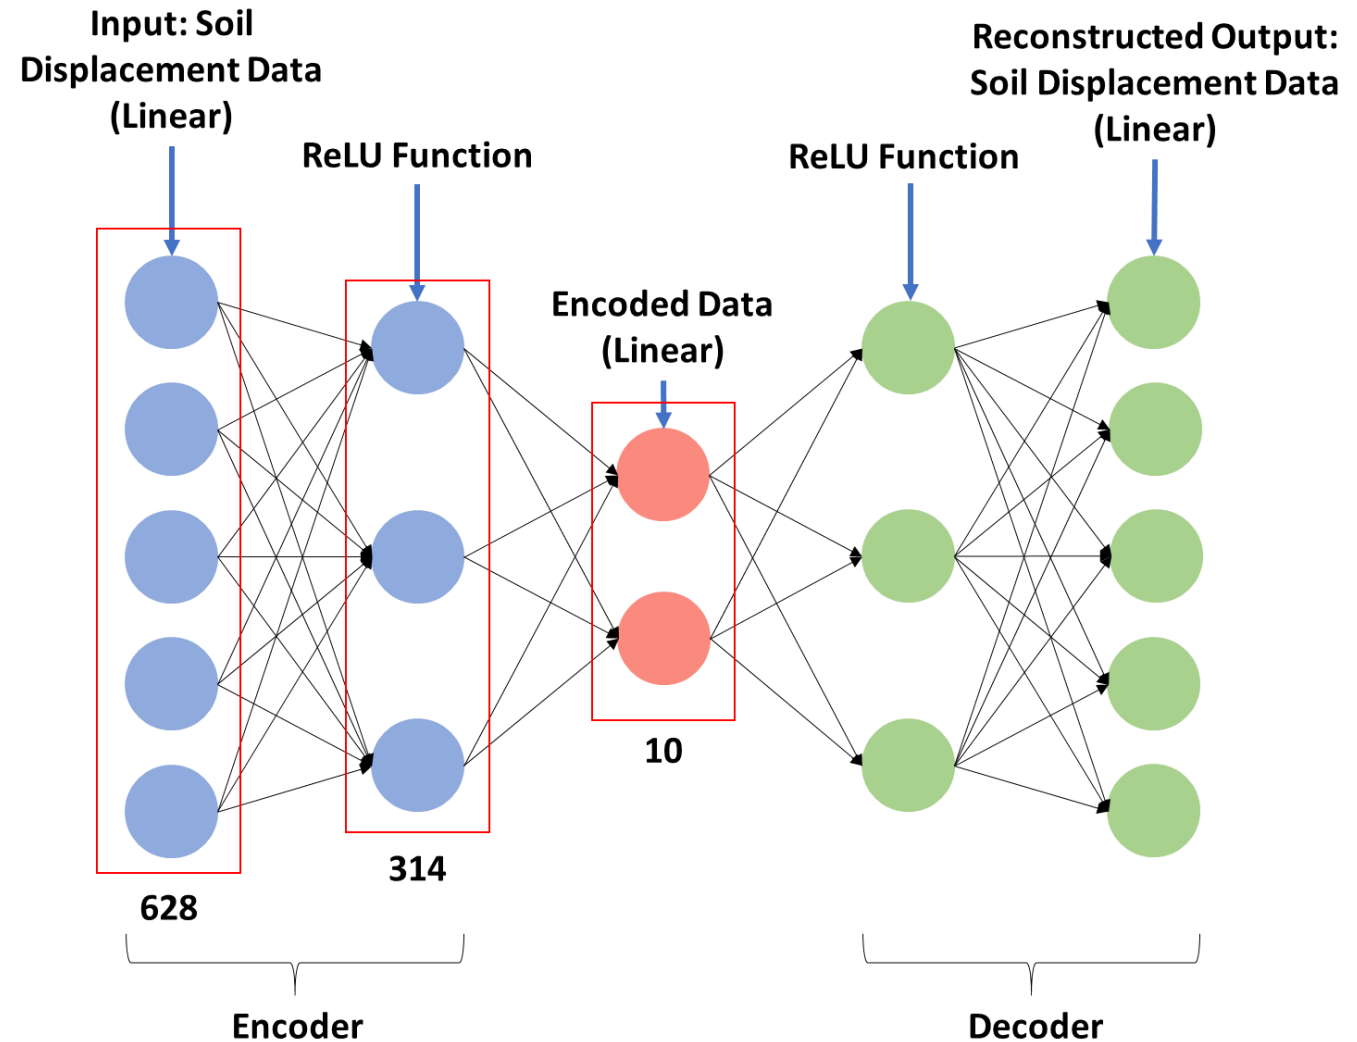 Input: Soil
Displacement Data
(Linear)
ReLU Function
Encoded Data
(Linear)
ReLU Function
Reconstructed Output:
Soil Displacement Data
(Linear)
628
314
10
Encoder
Decoder